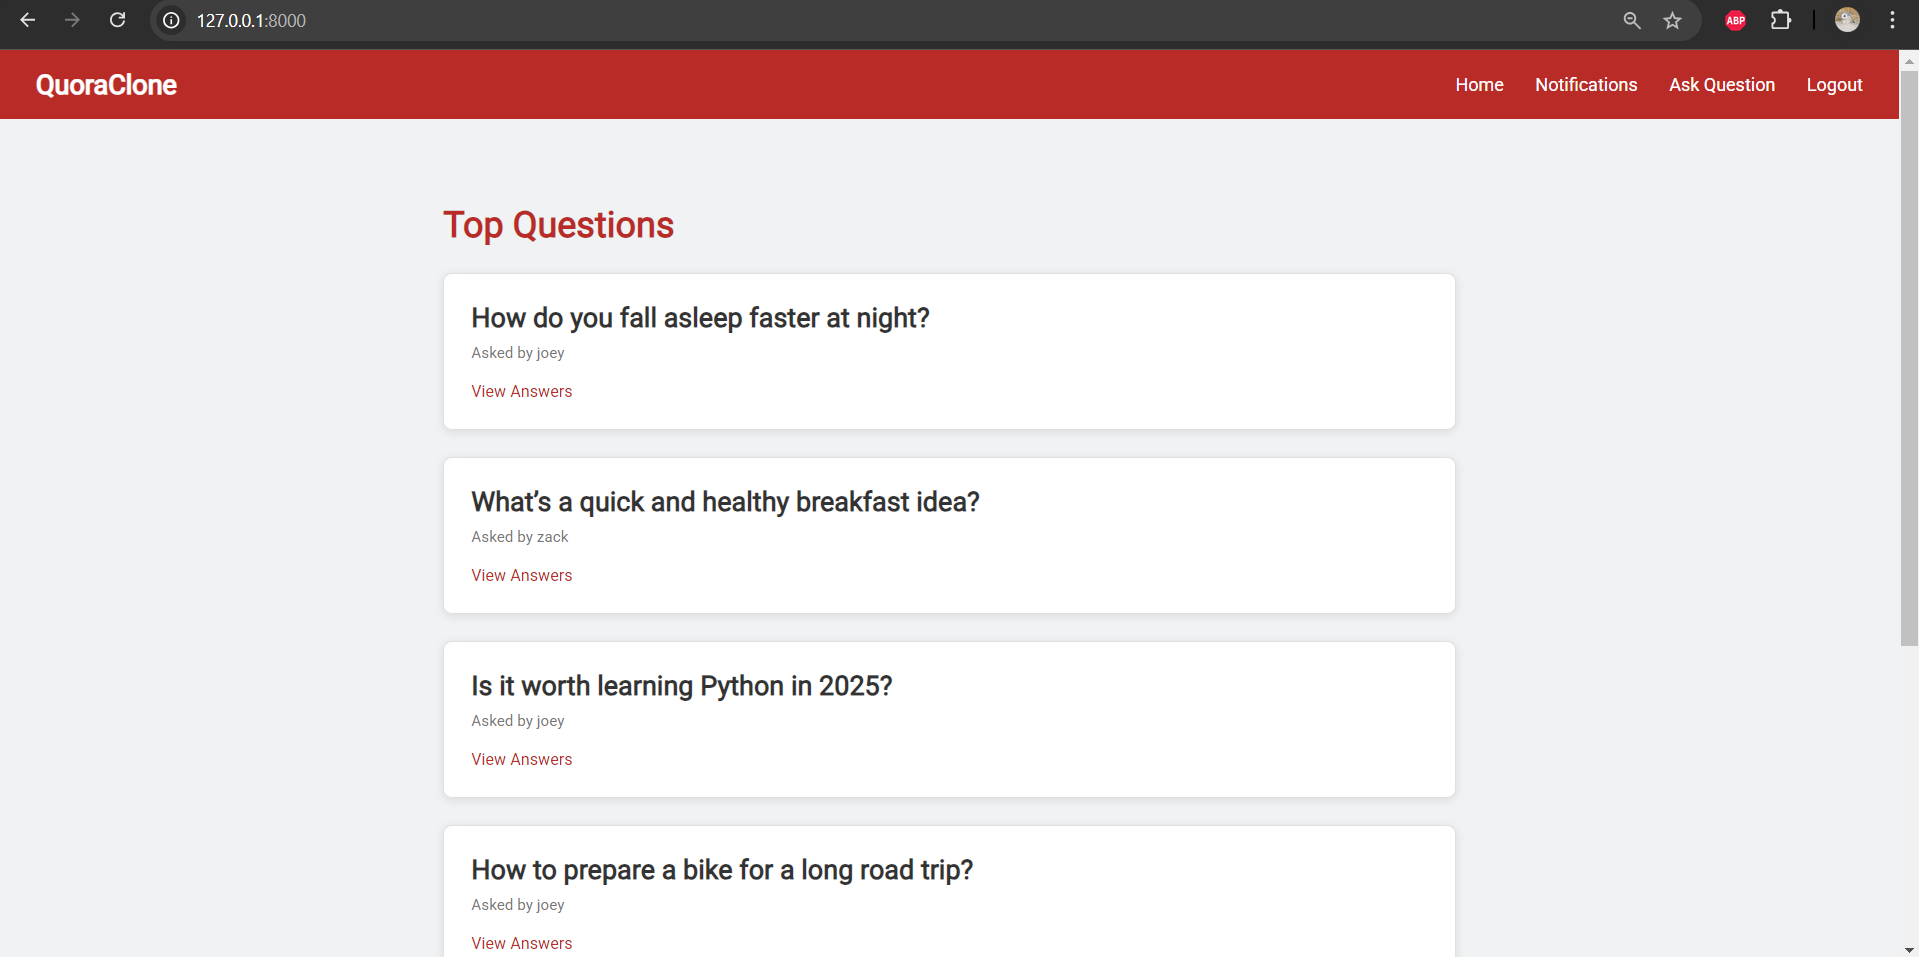 127.0.0.1:8000
ABP
QuoraClone
Home Notifications Ask Question Logout
Top Questions
How do you fall asleep faster at night?
Asked by joey
View Answers
What’s a quick and healthy breakfast idea?
Asked by zack
View Answers
Is it worth learning Python in 2025?
Asked by joey
View Answers
How to prepare a bike for a long road trip?
Asked by joey
View Answers